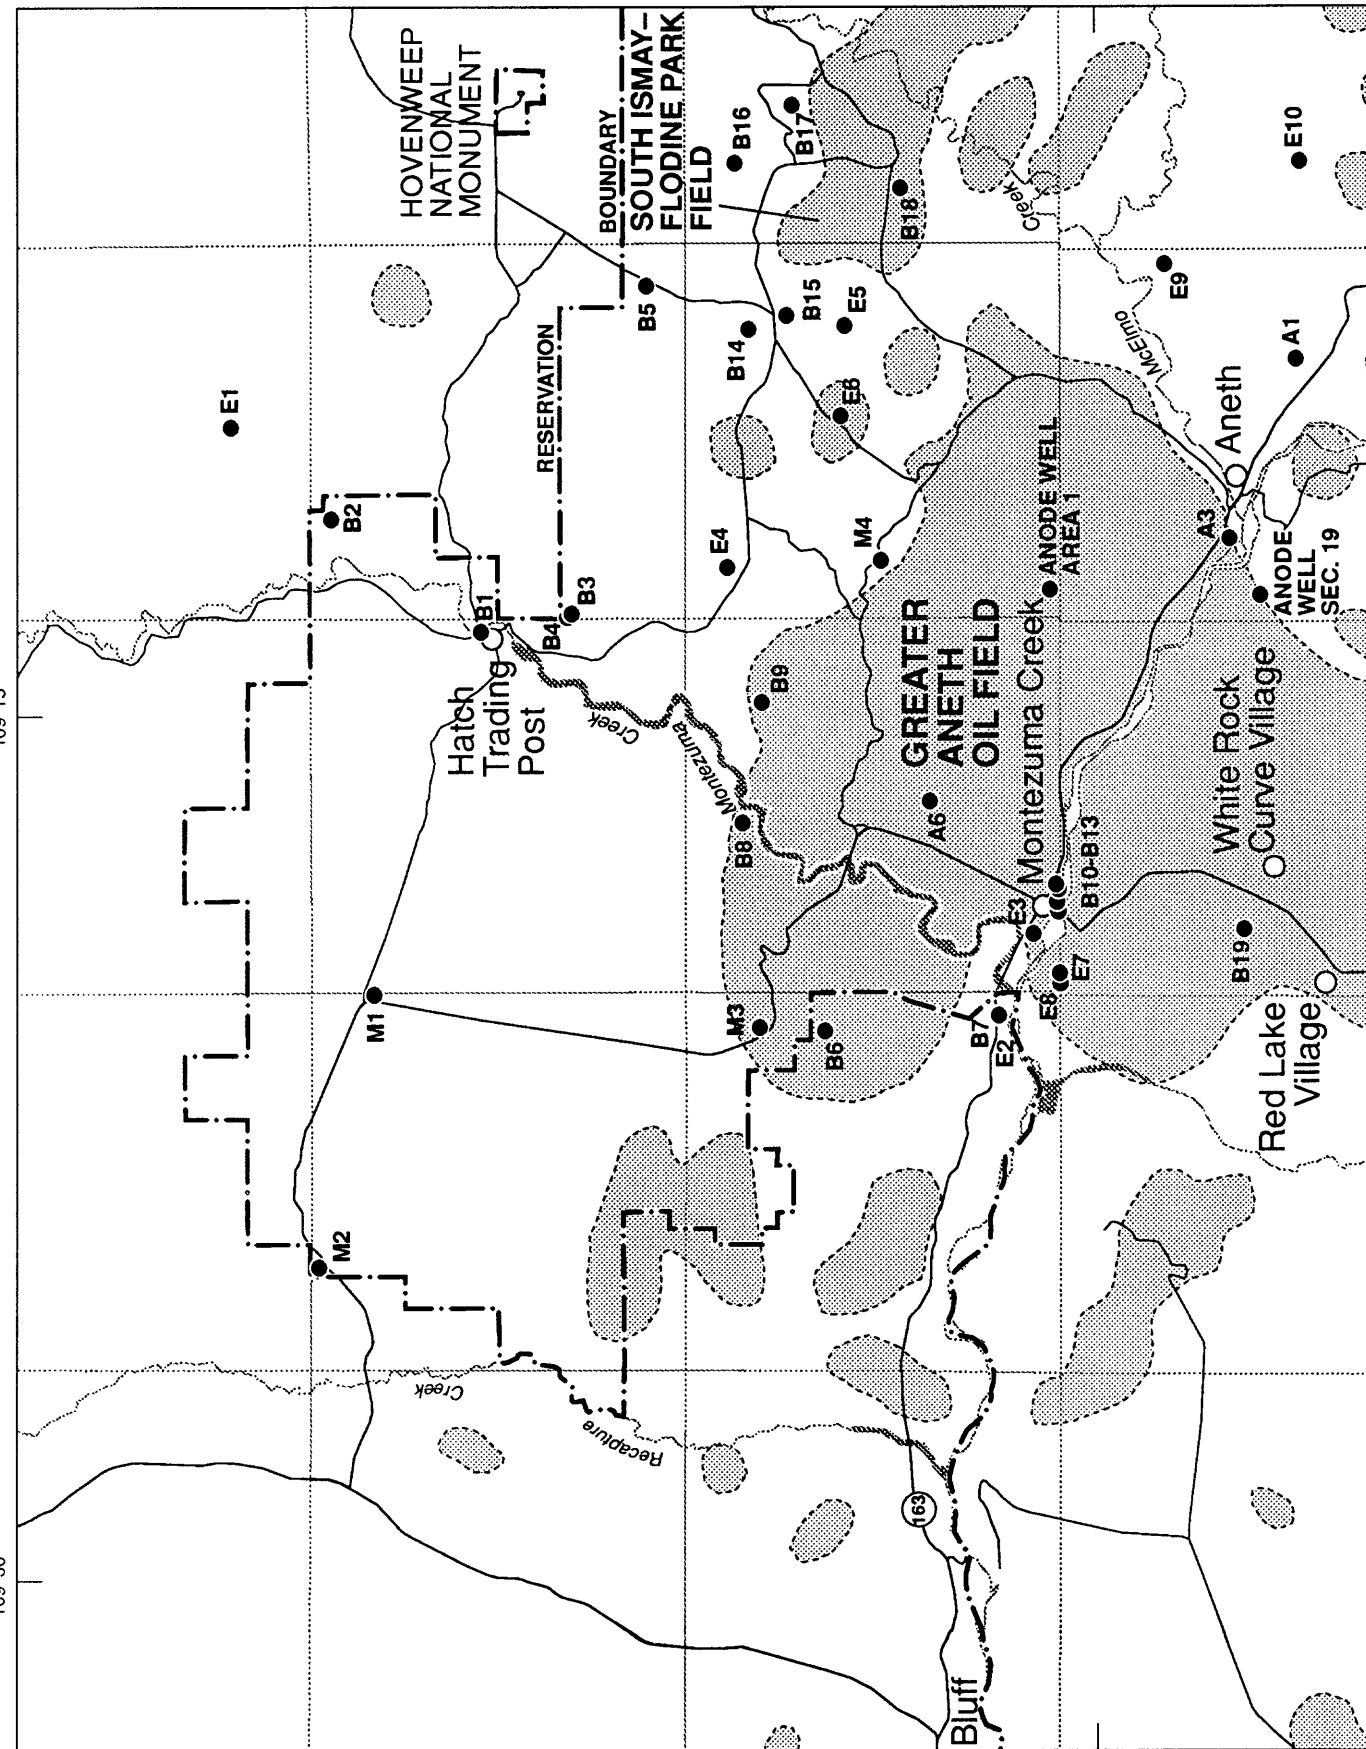 HOVENWEEP
NATIONAL
MONUMENT
BOUNDARY
SOUTH ISMAY–
FLODINE PARK
FIELD
B16
B17
B18
Creek
E10
E9
McElmo
A1
Aneth
E1
B5
RESERVATION
B14
B15
E5
E6
B2
B1
B4
B3
Hatch
Trading
Post
Creek
Montezuma
E4
M4
B9
B8
GREATER
ANETH
OIL FIELD
ANODE WELL
AREA 1
Montezuma Creek
A6
A3
ANODE
WELL
SEC. 19
White Rock
Curve Village
B10-B13
E3
E7
E8
B19
Red Lake
Village
M1
M3
B6
B7
E2
M2
Creek
Recapture
163
Bluff